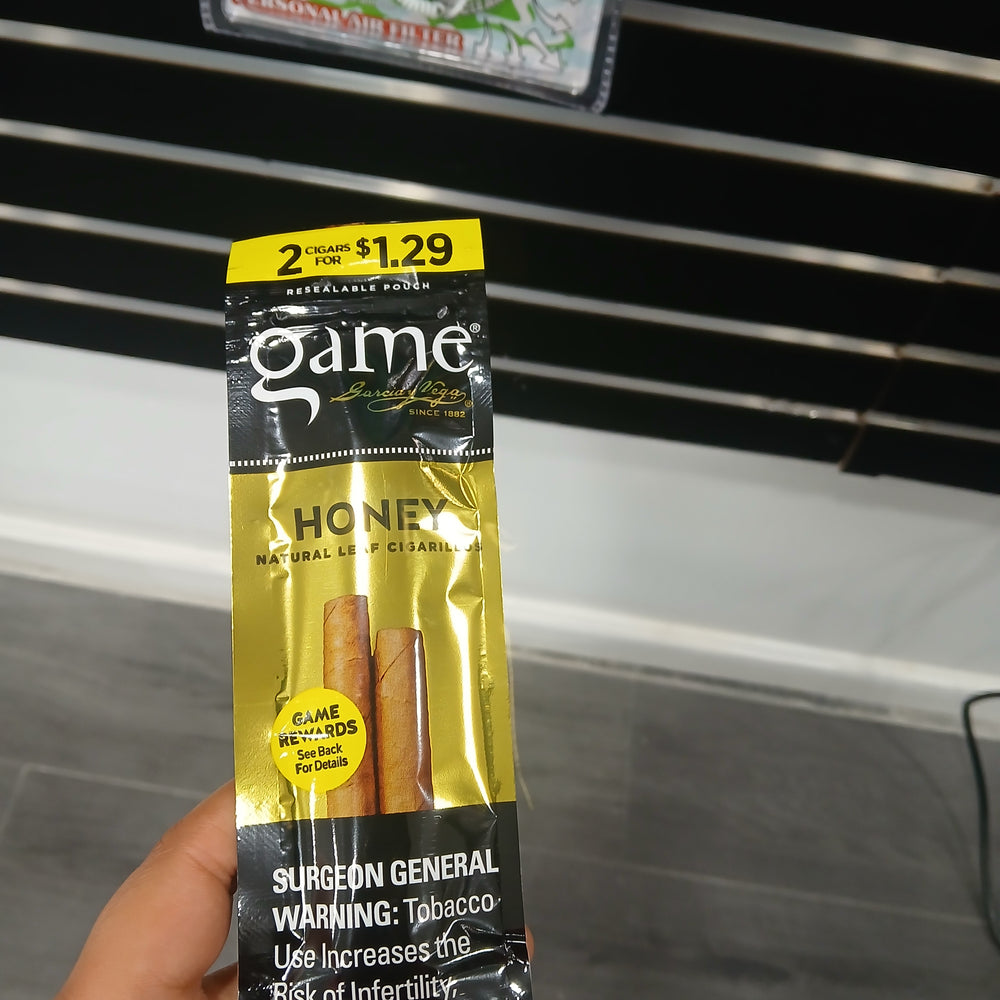 PERSONAL AIR FILTER
2 CIGARS FOR $1.29
RESEALABLE POUCH
game®
Garcia y Vega®
SINCE 1882
HONEY
NATURAL LEAF CIGARILLOS
GAME
REWARDS
See Back
For Details
SURGEON GENERAL
WARNING: Tobacco
Use Increases the
Risk of Infertility,